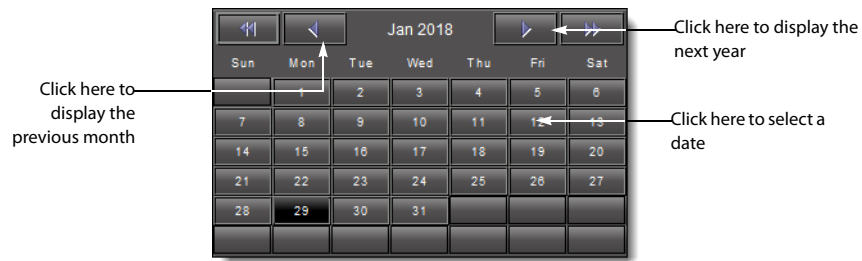 Jan 2018
Click here to display the
next year
Sun Mon Tue Wed Thu Fri Sat
Click here to
display the
previous month
1 2 3 4 5 6
7 8 9 10 11 12 13
Click here to select a
date
14 15 16 17 18 19 20
21 22 23 24 25 26 27
28 29 30 31